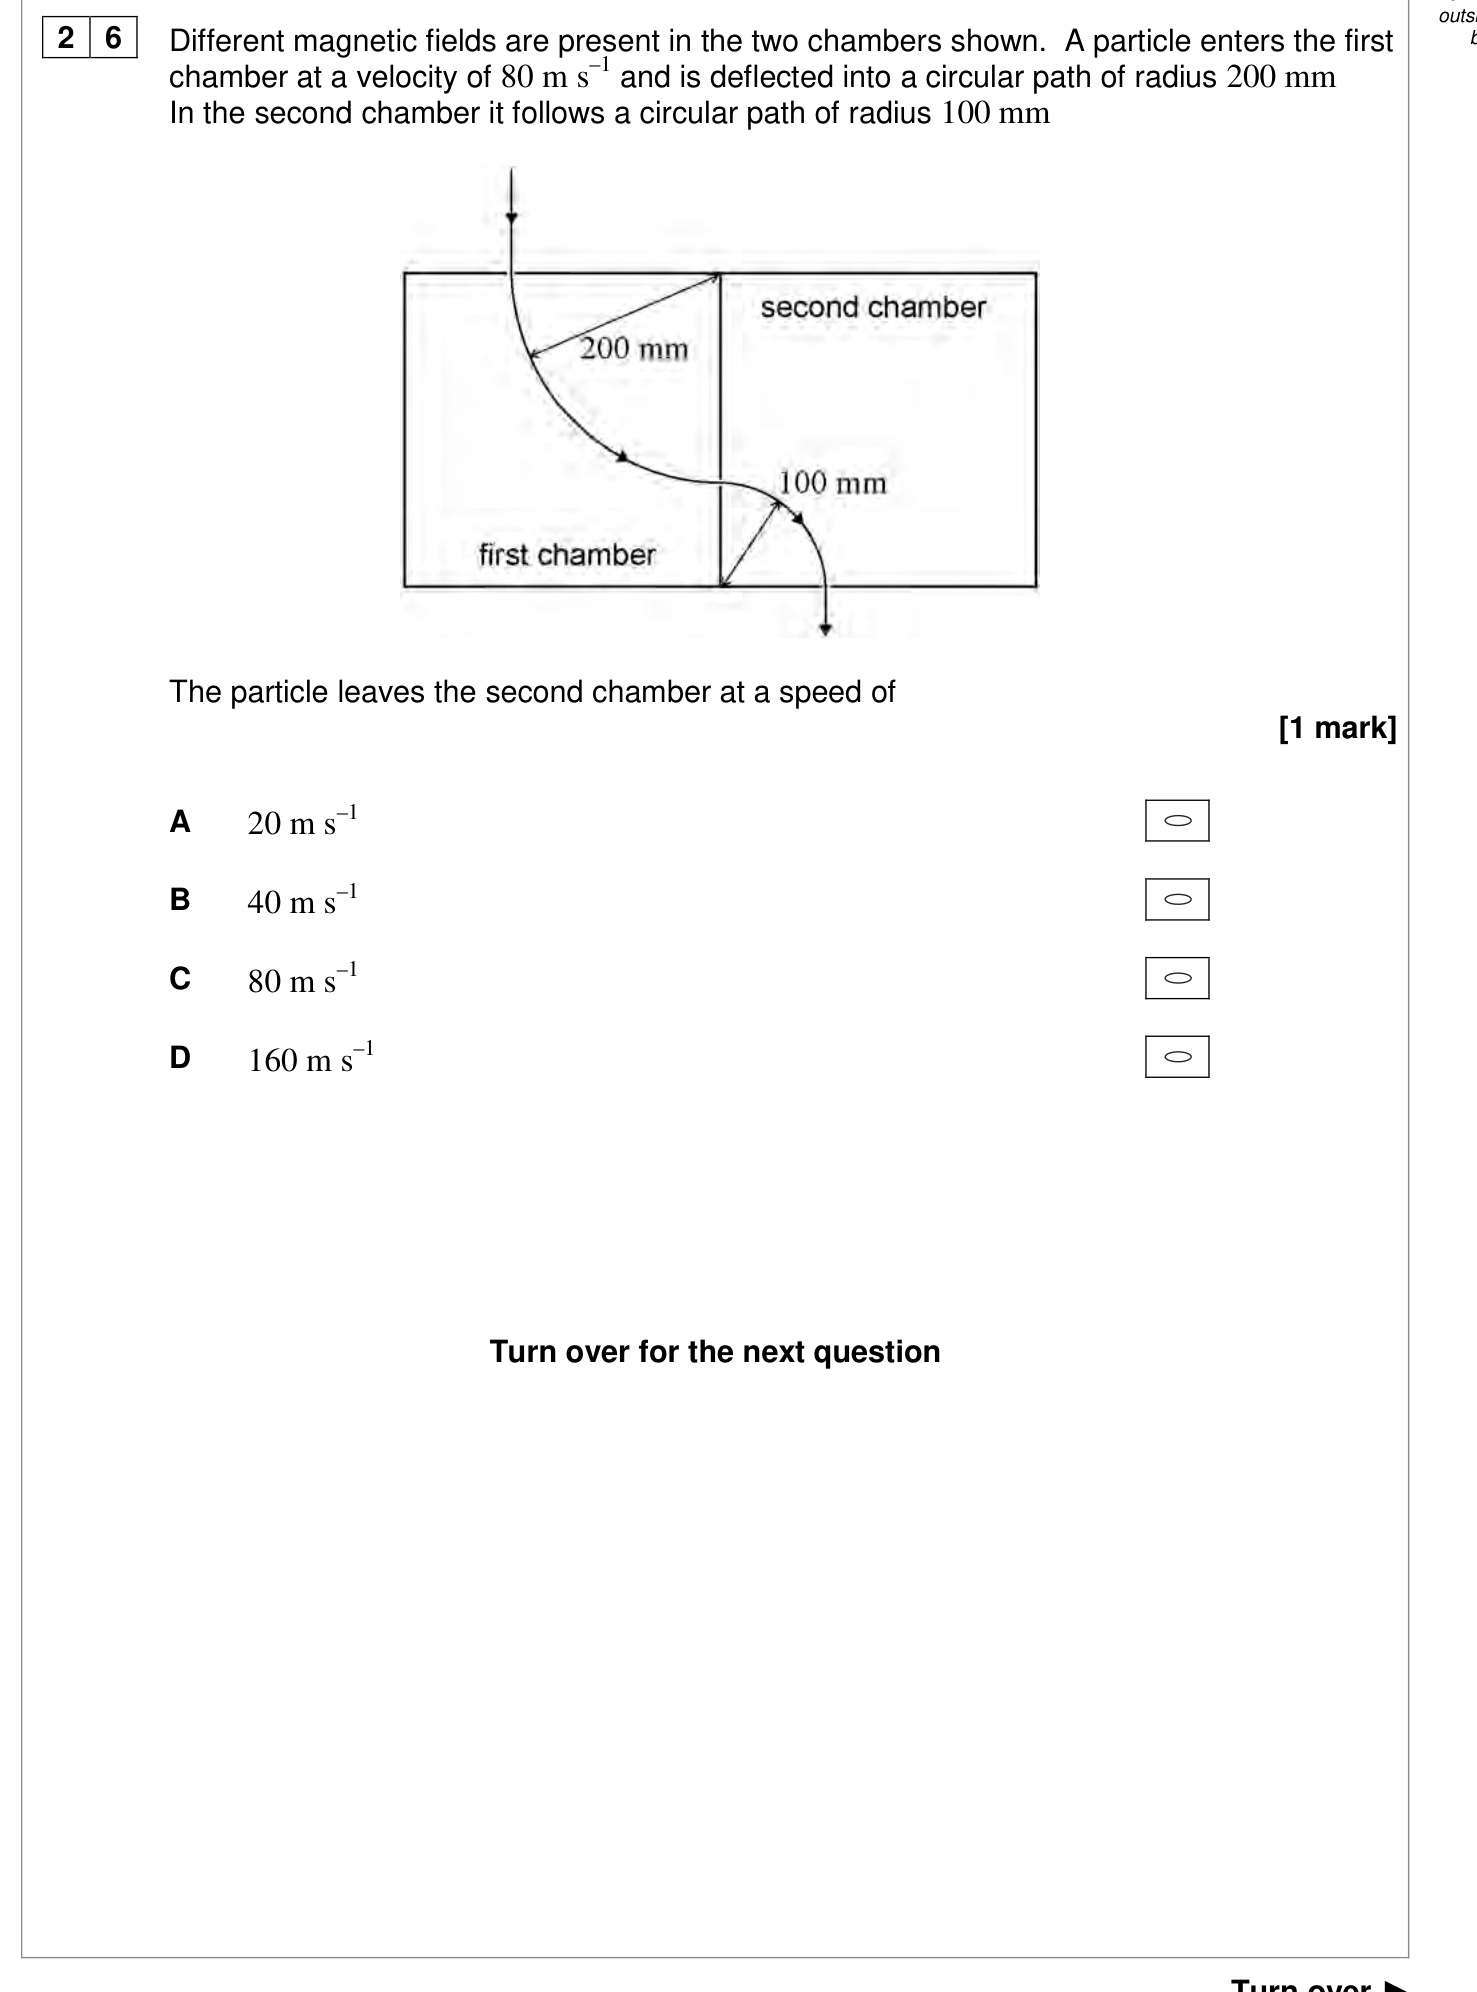 outs
b
2 6 Different magnetic fields are present in the two chambers shown. A particle enters the first
chamber at a velocity of 80 m s⁻¹ and is deflected into a circular path of radius 200 mm
In the second chamber it follows a circular path of radius 100 mm
second chamber
200 mm
100 mm
first chamber
The particle leaves the second chamber at a speed of
[1 mark]
A 20 m s⁻¹
B 40 m s⁻¹
C 80 m s⁻¹
D 160 m s⁻¹
Turn over for the next question
Turn over ►